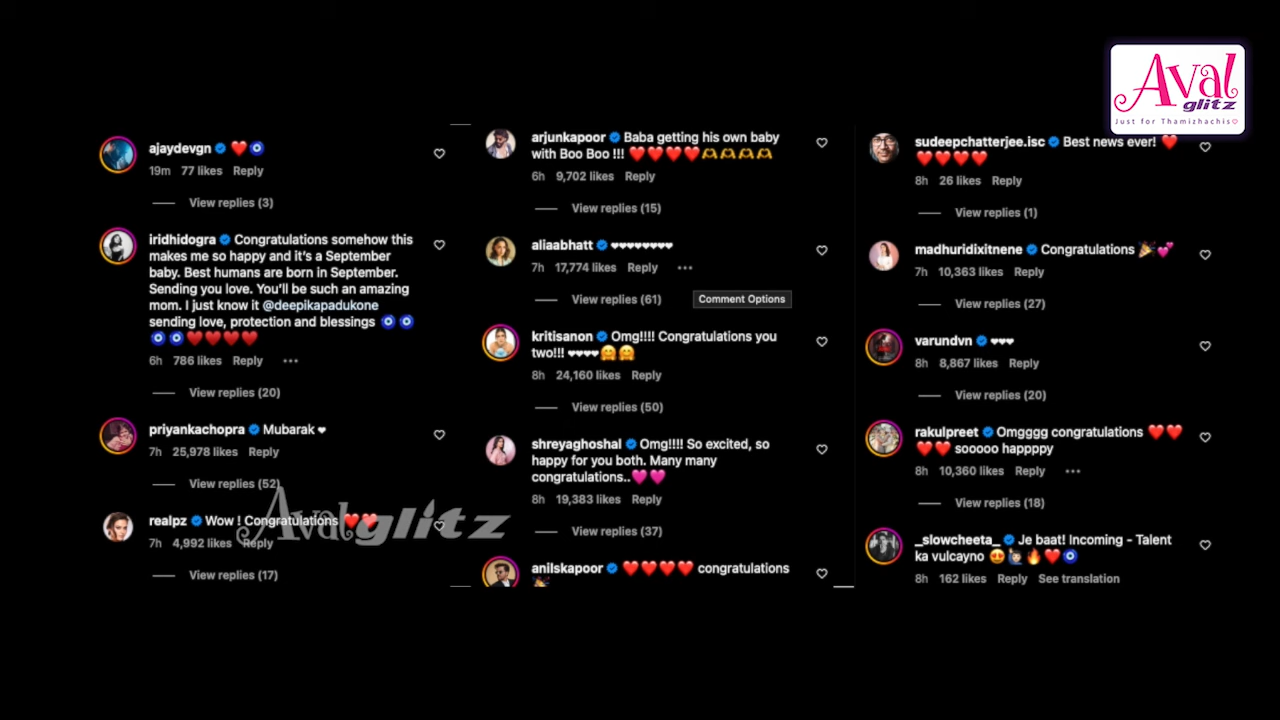 ajaydevgn ❤️🧿
19m 77 likes Reply
View replies (3)
iridhidogra Congratulations somehow this
makes me so happy and it's a September
baby. Best humans are born in September.
Sending you love. You'll be such an amazing
mom. I just know it @deepikapadukone
sending love, protection and blessings 🧿🧿
🧿🧿❤️❤️❤️❤️
6h 786 likes Reply •••
View replies (20)
priyankachopra Mubarak ❤
7h 25,978 likes Reply
View replies (52)
realpz Wow ! Congratulations ❤️❤️
7h 4,992 likes Reply
View replies (17)
Avalglitz
arjunkapoor Baba getting his own baby
with Boo Boo !!! ❤️❤️❤️❤️🫶🫶🫶🫶
6h 9,702 likes Reply
View replies (15)
aliaabhatt ❤❤❤❤❤❤❤❤
7h 17,774 likes Reply •••
View replies (61)
Comment Options
kritisanon Omg!!!! Congratulations you
two!!! ❤❤❤❤🤗🤗
8h 24,160 likes Reply
View replies (50)
shreyaghoshal Omg!!!! So excited, so
happy for you both. Many many
congratulations..💗💗
8h 19,383 likes Reply
View replies (37)
anilskapoor ❤️❤️❤️❤️ congratulations
🎉
Aval
glitz
Just for Thamizhachis
sudeepchatterjee.isc Best news ever! ❤️
❤️❤️❤️❤️
8h 26 likes Reply
View replies (1)
madhuridixitnene Congratulations 🎉💕
7h 10,363 likes Reply
View replies (27)
varundvn ❤❤❤
8h 8,867 likes Reply
View replies (20)
rakulpreet Omgggg congratulations ❤️❤️
❤️❤️ sooooo happppy
8h 10,360 likes Reply •••
View replies (18)
_slowcheeta_ Je baat! Incoming - Talent
ka vulcayno 😍🙋🏻‍♂️🔥❤️🧿
8h 162 likes Reply See translation